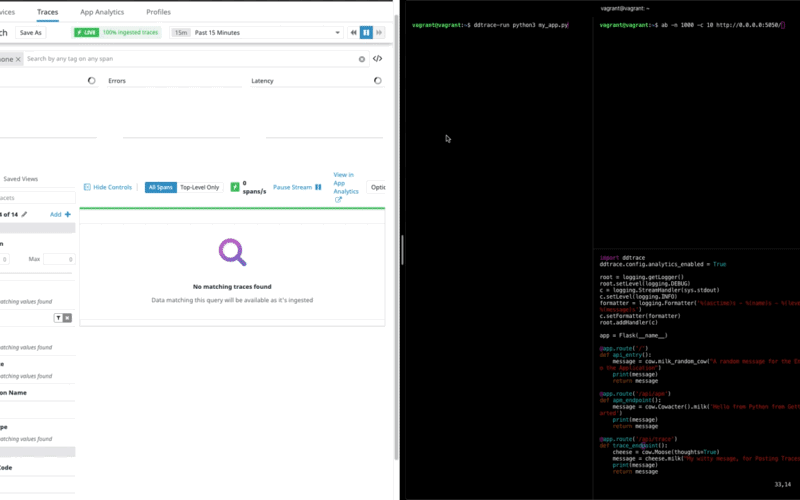 vices
Traces
App Analytics
Profiles
ch
Save As
LIVE
100% ingested traces
15m
Past 15 Minutes
one ×
Search by any tag on any span
Errors
Latency
Saved Views
Hide Controls
All Spans
Top-Level Only
0
spans/s
Pause Stream
View in
App
Analytics
Optio
races
4 of 14
Add +
n
0
Max
0
No matching traces found
Data matching this query will be available as it's ingested
atching values found
atching values found
e
atching values found
on Name
ype
atching values found
Code
vagrant@vagrant: ~
vagrant@vagrant:~$ ddtrace-run python3 my_app.py
vagrant@vagrant:~$ ab -n 1000 -c 10 http://0.0.0.0:5050/
import ddtrace
ddtrace.config.analytics_enabled = True
root = logging.getLogger()
root.setLevel(logging.DEBUG)
c = logging.StreamHandler(sys.stdout)
c.setLevel(logging.INFO)
formatter = logging.Formatter('%(asctime)s - %(name)s - %(leve
(message)s')
c.setFormatter(formatter)
root.addHandler(c)
app = Flask(__name__)
@app.route('/')
def api_entry():
message = cow.milk_random_cow("A random message for the
n the Application")
print(message)
return message
@app.route('/api/apm')
def apm_endpoint():
message = cow.Cowacter().milk('Hello from Python from Gett
arted')
print(message)
return message
@app.route('/api/trace')
def trace_endpoint():
cheese = cow.Moose(thoughts=True)
message = cheese.milk("My witty mesage, for Posting Traces
print(message)
return message
33,14